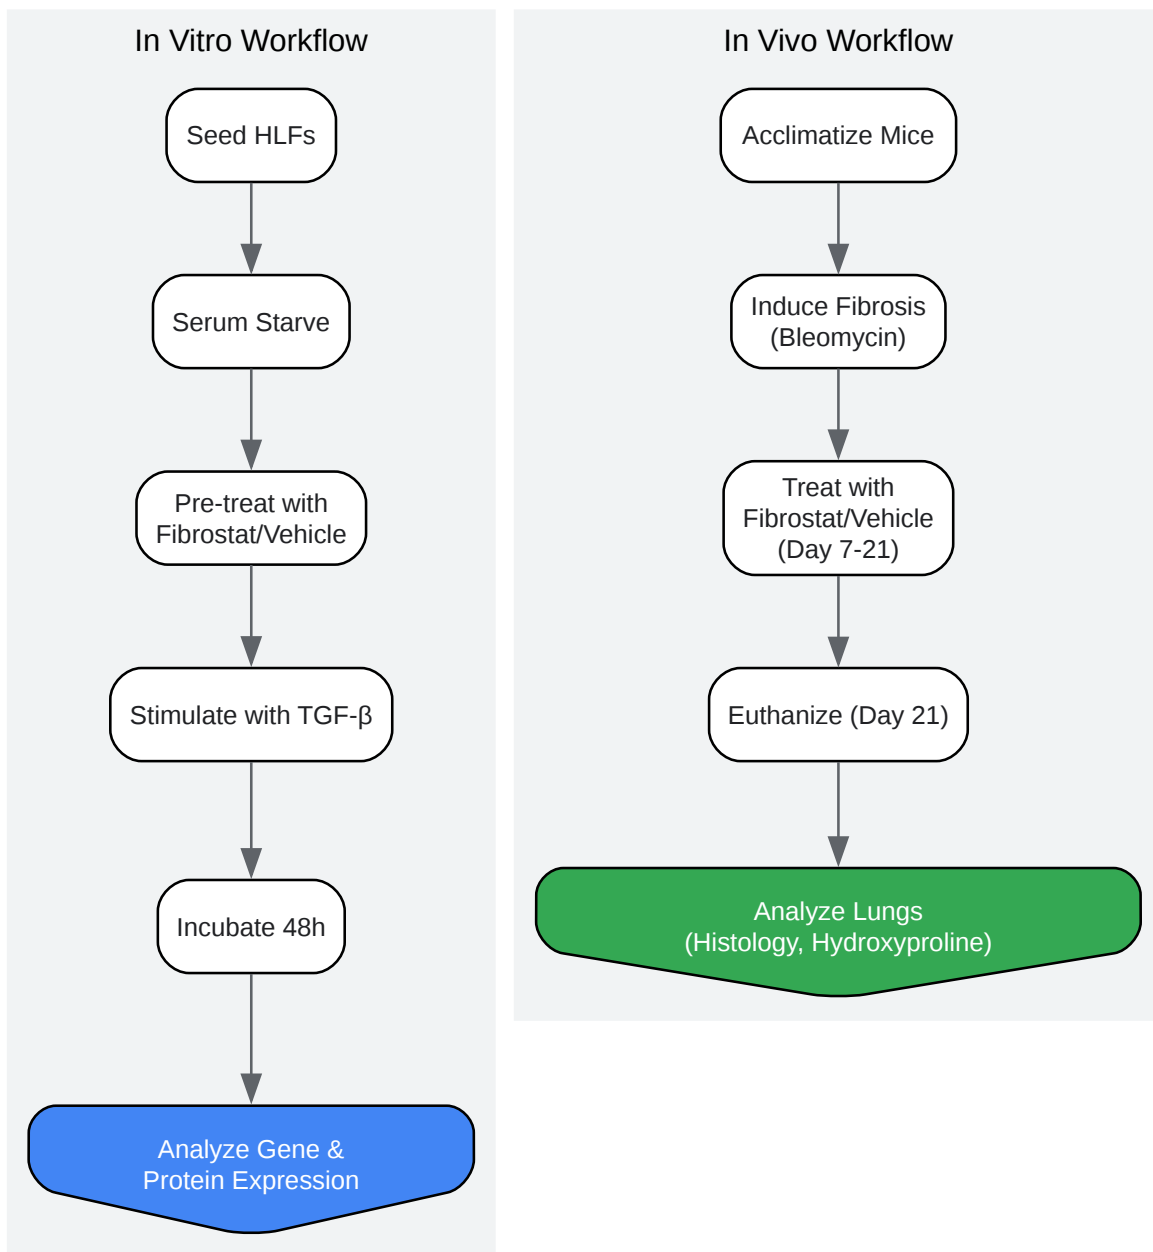 In Vitro Workflow
Seed HLFs
Serum Starve
Pre-treat with
Fibrostat/Vehicle
Stimulate with TGF-β
Incubate 48h
Analyze Gene &
Protein Expression
In Vivo Workflow
Acclimatize Mice
Induce Fibrosis
(Bleomycin)
Treat with
Fibrostat/Vehicle
(Day 7-21)
Euthanize (Day 21)
Analyze Lungs
(Histology, Hydroxyproline)